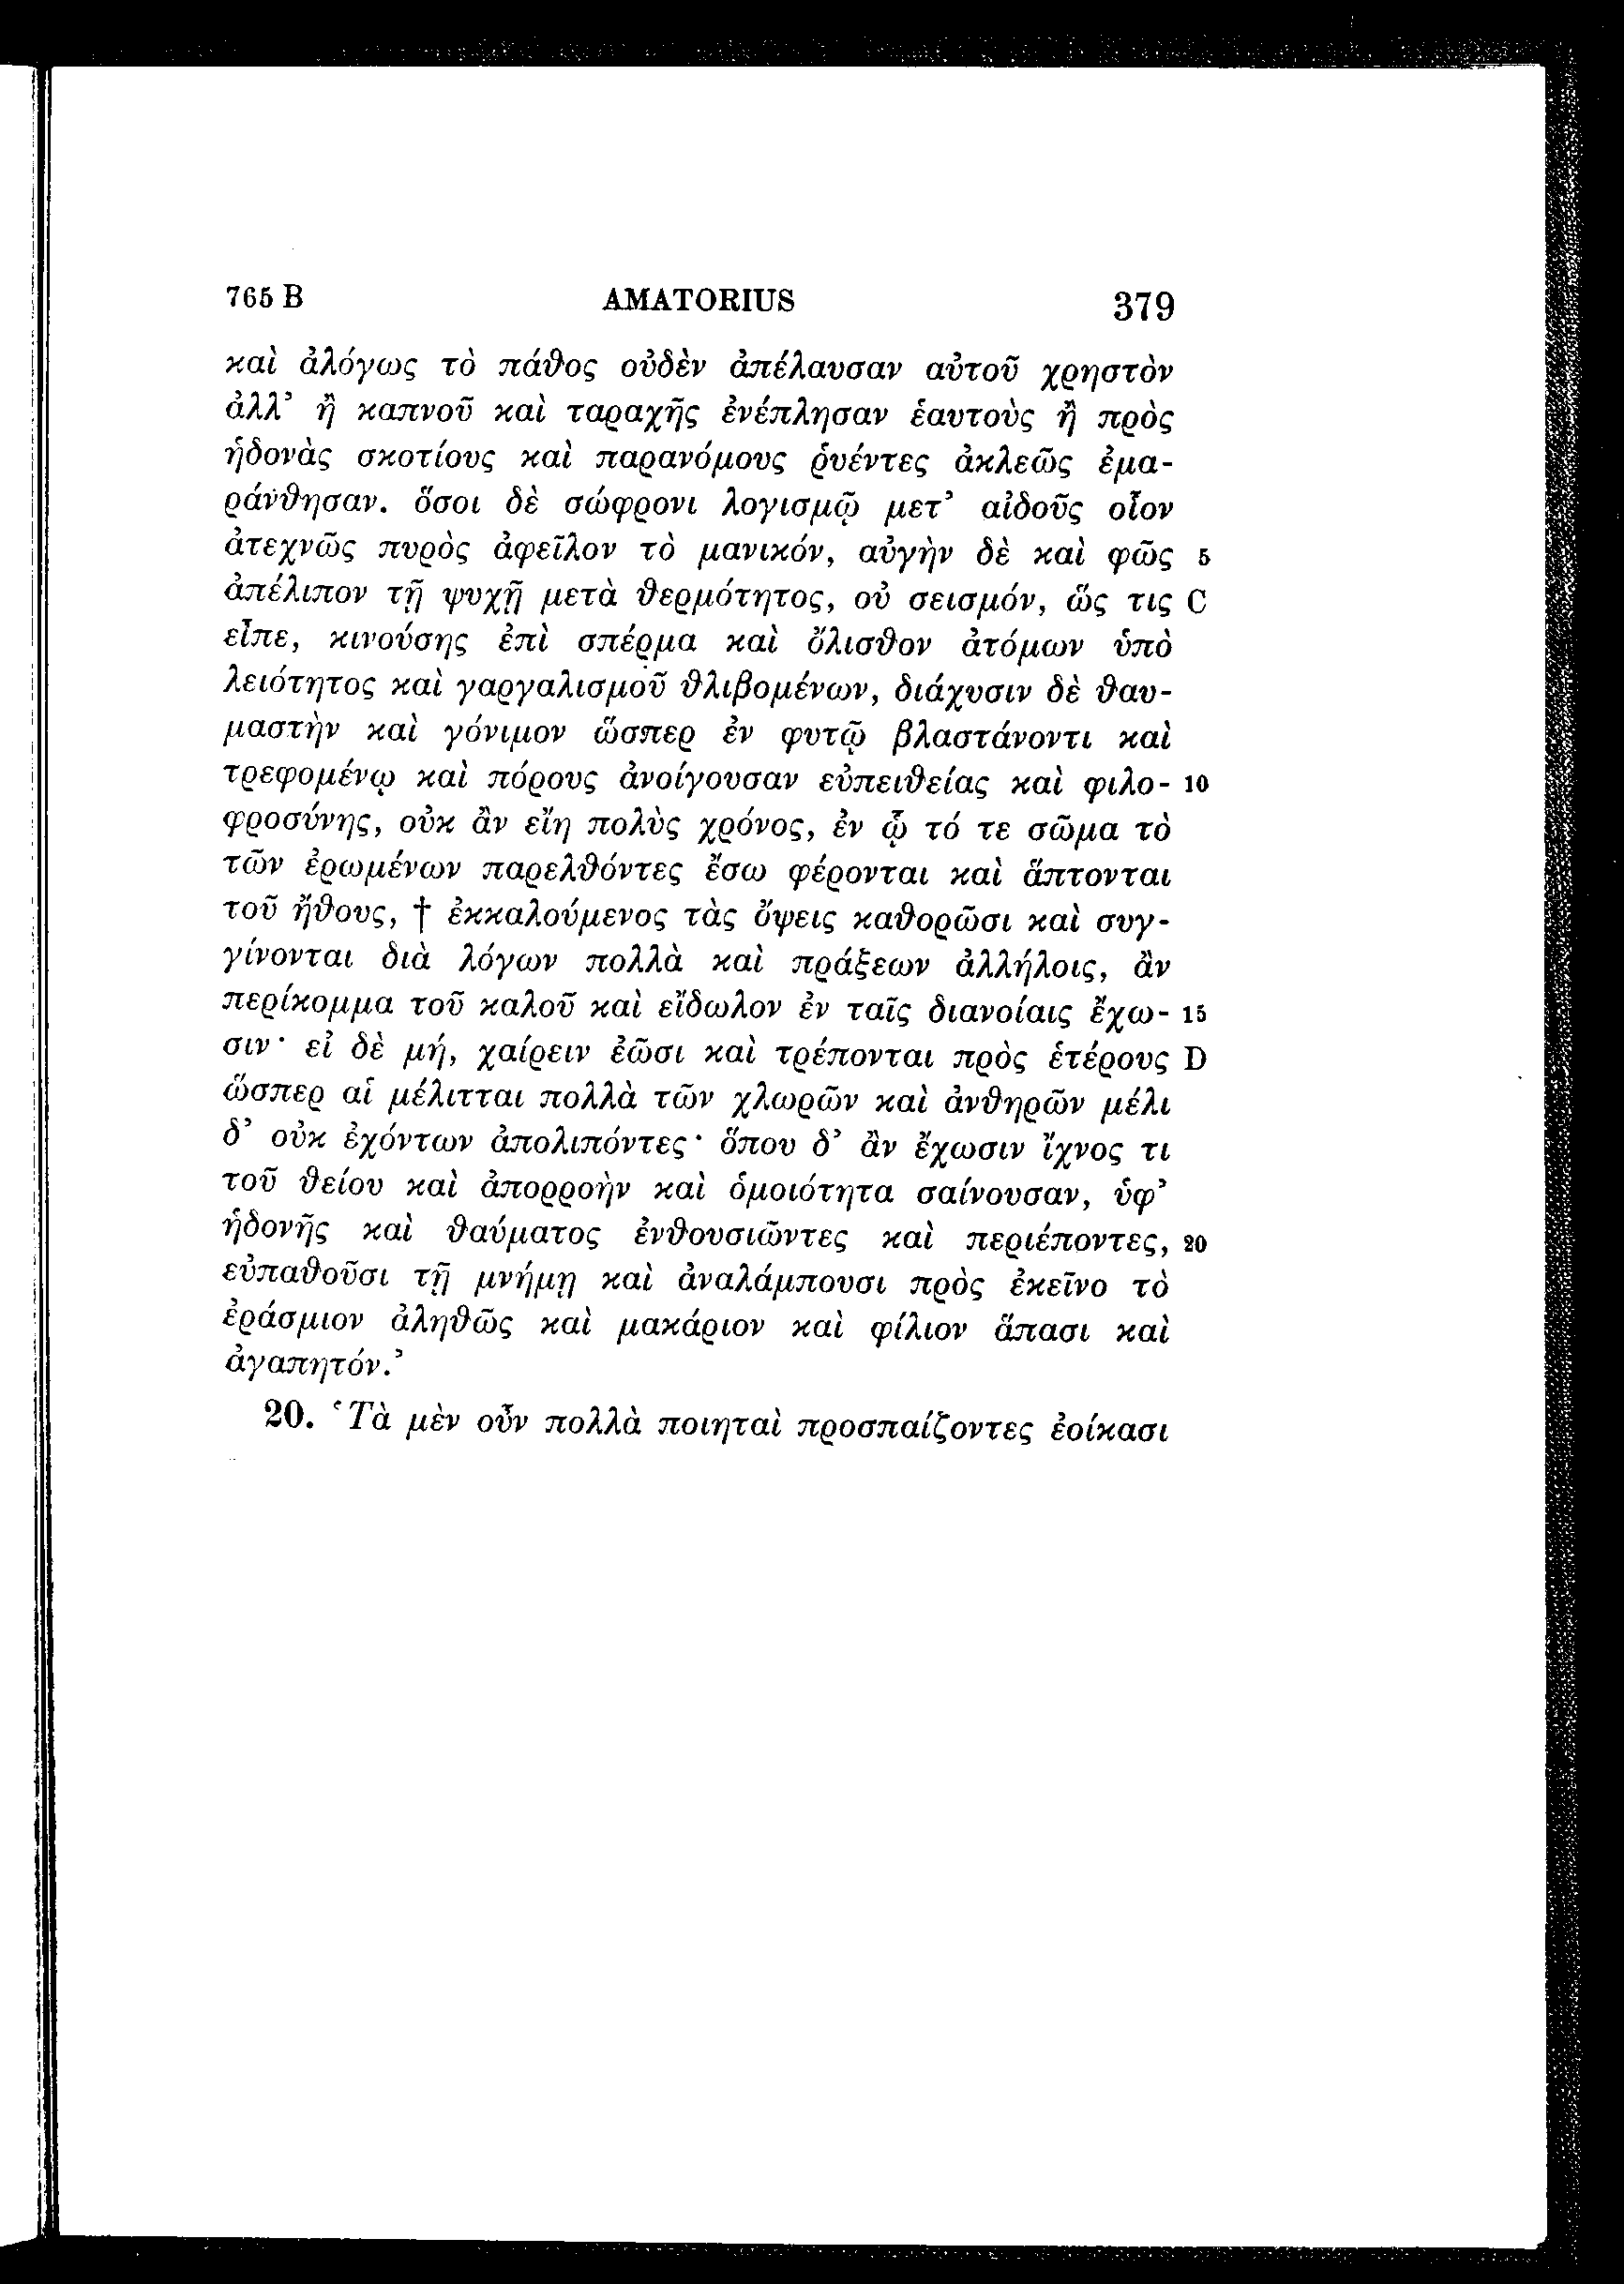 765 B AMATORIUS 379
καὶ ἀλόγως τὸ πάθος οὐδὲν ἀπέλαυσαν αὐτοῦ χρηστὸν
ἀλλ’ ἢ καπνοῦ καὶ ταραχῆς ἐνέπλησαν ἑαυτοὺς ἢ πρὸς
ἡδονὰς σκοτίους καὶ παρανόμους ῥυέντες ἀκλεῶς ἐμα-
ράνθησαν. ὅσοι δὲ σώφρονι λογισμῷ μετ’ αἰδοῦς οἷον
ἀτεχνῶς πυρὸς ἀφεῖλον τὸ μανικόν, αὐγὴν δὲ καὶ φῶς 5
ἀπέλιπον τῇ ψυχῇ μετὰ θερμότητος, οὐ σεισμόν, ὥς τις C
εἶπε, κινούσης ἐπὶ σπέρμα καὶ ὄλισθον ἀτόμων ὑπὸ
λειότητος καὶ γαργαλισμοῦ θλιβομένων, διάχυσιν δὲ θαυ-
μαστὴν καὶ γόνιμον ὥσπερ ἐν φυτῷ βλαστάνοντι καὶ
τρεφομένῳ καὶ πόρους ἀνοίγουσαν εὐπειθείας καὶ φιλο- 10
φροσύνης, οὐκ ἂν εἴη πολὺς χρόνος, ἐν ᾧ τό τε σῶμα τὸ
τῶν ἐρωμένων παρελθόντες ἔσω φέρονται καὶ ἅπτονται
τοῦ ἤθους, † ἐκκαλούμενος τὰς ὄψεις καθορῶσι καὶ συγ-
γίνονται διὰ λόγων πολλὰ καὶ πράξεων ἀλλήλοις, ἂν
περίκομμα τοῦ καλοῦ καὶ εἴδωλον ἐν ταῖς διανοίαις ἔχω- 15
σιν· εἰ δὲ μή, χαίρειν ἐῶσι καὶ τρέπονται πρὸς ἑτέρους D
ὥσπερ αἱ μέλιτται πολλὰ τῶν χλωρῶν καὶ ἀνθηρῶν μέλι
δ’ οὐκ ἐχόντων ἀπολιπόντες· ὅπου δ’ ἂν ἔχωσιν ἴχνος τι
τοῦ θείου καὶ ἀπορροὴν καὶ ὁμοιότητα σαίνουσαν, ὑφ’
ἡδονῆς καὶ θαύματος ἐνθουσιῶντες καὶ περιέποντες, 20
εὐπαθοῦσι τῇ μνήμῃ καὶ ἀναλάμπουσι πρὸς ἐκεῖνο τὸ
ἐράσμιον ἀληθῶς καὶ μακάριον καὶ φίλιον ἅπασι καὶ
ἀγαπητόν.’
20. ‘Τὰ μὲν οὖν πολλὰ ποιηταὶ προσπαίζοντες ἐοίκασι